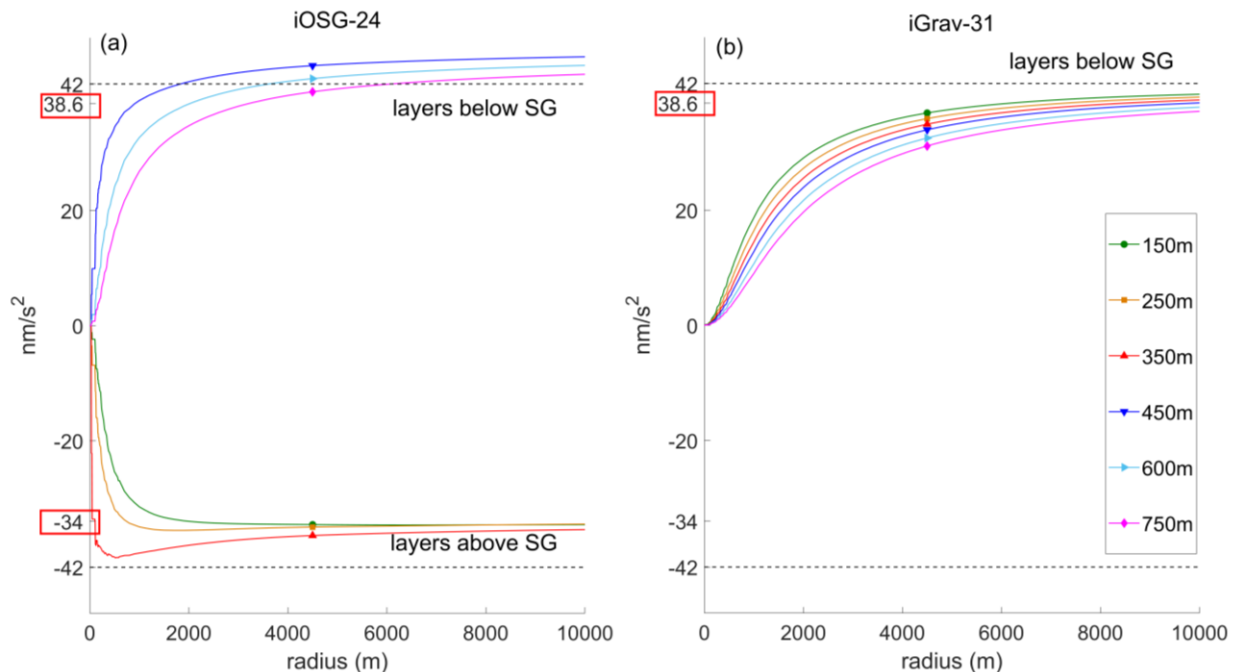 iOSG-24
(a)
42
38.6
20
0
-20
-34
-42
nm/s²
layers below SG
layers above SG
0 2000 4000 6000 8000 10000
radius (m)
iGrav-31
(b)
layers below SG
42
38.6
20
0
-20
-34
-42
nm/s²
150m
250m
350m
450m
600m
750m
0 2000 4000 6000 8000 10000
radius (m)